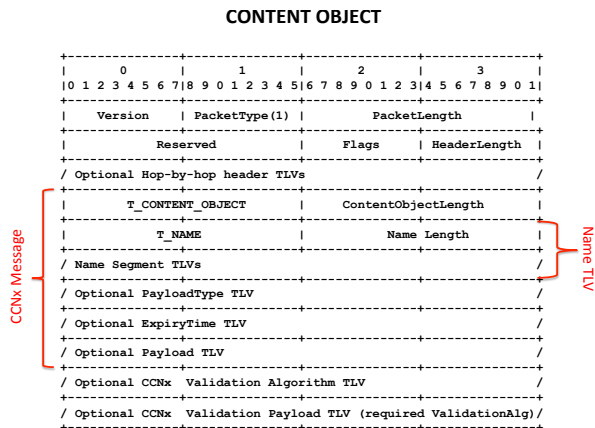 CONTENT OBJECT
+---------------+---------------+---------------+---------------+
|       0       |       1       |       2       |       3       |
|0 1 2 3 4 5 6 7|8 9 0 1 2 3 4 5|6 7 8 9 0 1 2 3|4 5 6 7 8 9 0 1|
+---------------+---------------+---------------+---------------+
|    Version    | PacketType(1) |         PacketLength         |
+---------------+---------------+---------------+---------------+
|            Reserved           |     Flags     | HeaderLength  |
+---------------+---------------+---------------+---------------+
/ Optional Hop-by-hop header TLVs                               /
+---------------+---------------+---------------+---------------+
|        T_CONTENT_OBJECT       |     ContentObjectLength       |
+---------------+---------------+---------------+---------------+
|            T_NAME             |           Name Length         |
+---------------+---------------+---------------+---------------+
/ Name Segment TLVs                                             /
+---------------+---------------+---------------+---------------+
/ Optional PayloadType TLV                                      /
+---------------+---------------+---------------+---------------+
/ Optional ExpiryTime TLV                                       /
+---------------+---------------+---------------+---------------+
/ Optional Payload TLV                                          /
+---------------+---------------+---------------+---------------+
/ Optional CCNx  Validation Algorithm TLV                       /
+---------------+---------------+---------------+---------------+
/ Optional CCNx  Validation Payload TLV (required ValidationAlg)/
+---------------+---------------+---------------+---------------+
CCNx Message
Name TLV